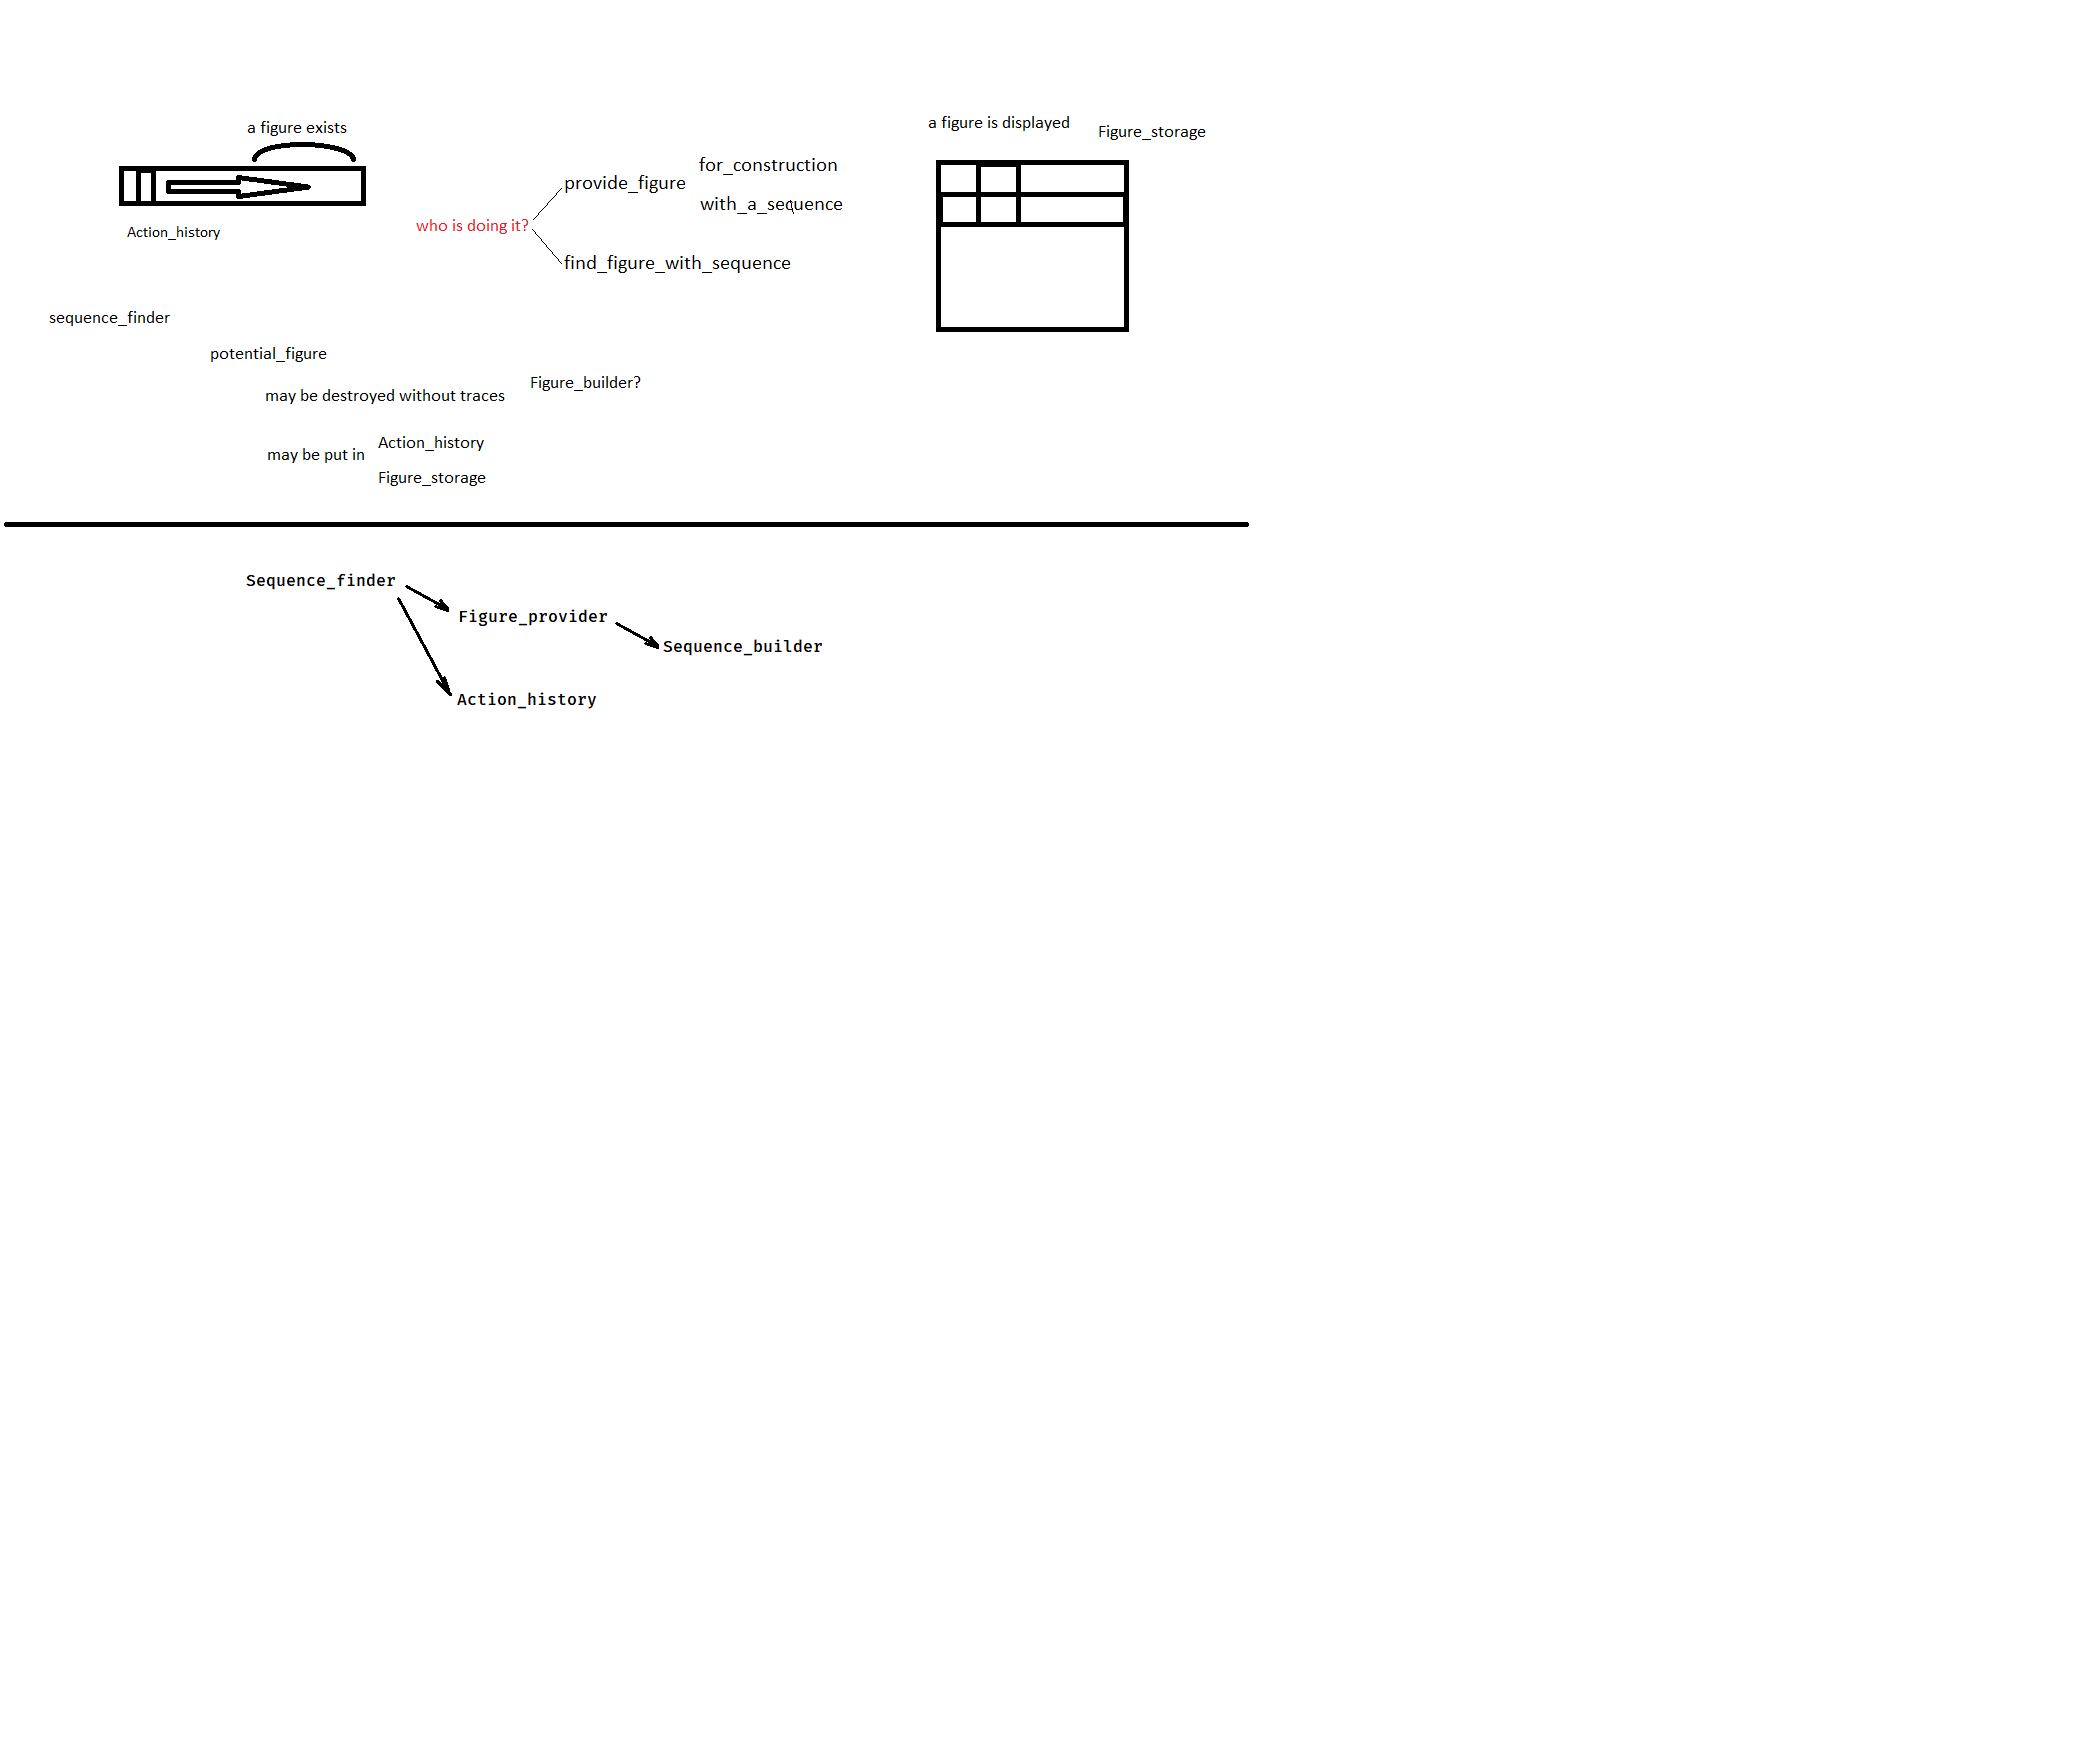 a figure exists
a figure is displayed
Figure_storage
for_construction
provide_figure
with_a_sequence
who is doing it?
Action_history
find_figure_with_sequence
sequence_finder
potential_figure
Figure_builder?
may be destroyed without traces
Action_history
may be put in
Figure_storage
Sequence_finder
Figure_provider
Sequence_builder
Action_history